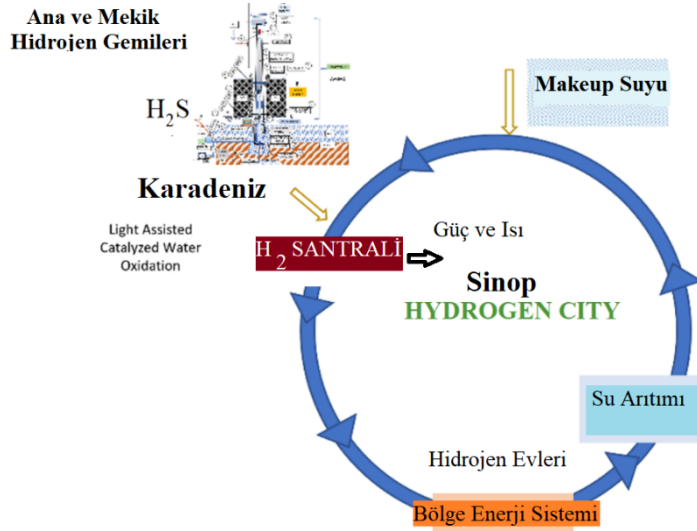 Ana ve Mekik
Hidrojen Gemileri
H₂S
Makeup Suyu
Karadeniz
Light Assisted
Catalyzed Water
Oxidation
H₂ SANTRALİ
Güç ve Isı
Sinop
HYDROGEN CITY
Su Arıtımı
Hidrojen Evleri
Bölge Enerji Sistemi